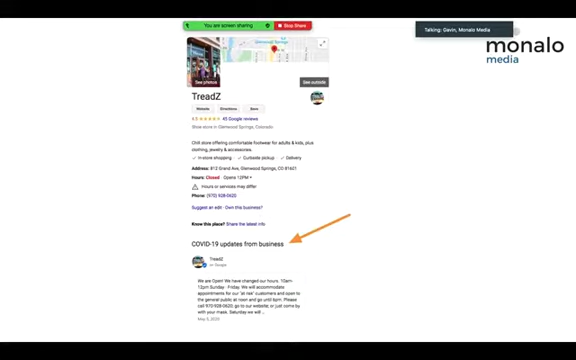 You are screen sharing
Stop Share
Talking: Gavin, Monalo Media
monalo
media
See photos
See outside
TreadZ
Website
Directions
Save
4.5
45 Google reviews
Shoe store in Glenwood Springs, Colorado
Chill store offering comfortable footwear for adults & kids, plus
clothing, jewelry & accessories.
In-store shopping
Curbside pickup
Delivery
Address: 812 Grand Ave, Glenwood Springs, CO 81601
Hours: Closed · Opens 12PM
Hours or services may differ
Phone: (970) 928-0620
Suggest an edit · Own this business?
Know this place? Share the latest info
COVID-19 updates from business
TreadZ
on Google
We are Open! We have changed our hours. 10am-
12pm Sunday - Friday. We will accommodate
appointments for our "at risk" customers and open to
the general public at noon and go until 6pm. Please
call 970-928-0620, go to our website, or just come by
with your mask. Saturday we will ...
May 5, 2020